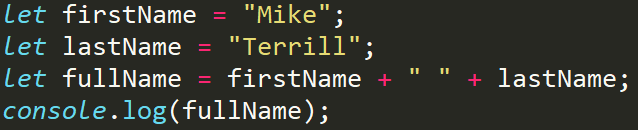 let firstName = "Mike";
let lastName = "Terrill";
let fullName = firstName + " " + lastName;
console.log(fullName);